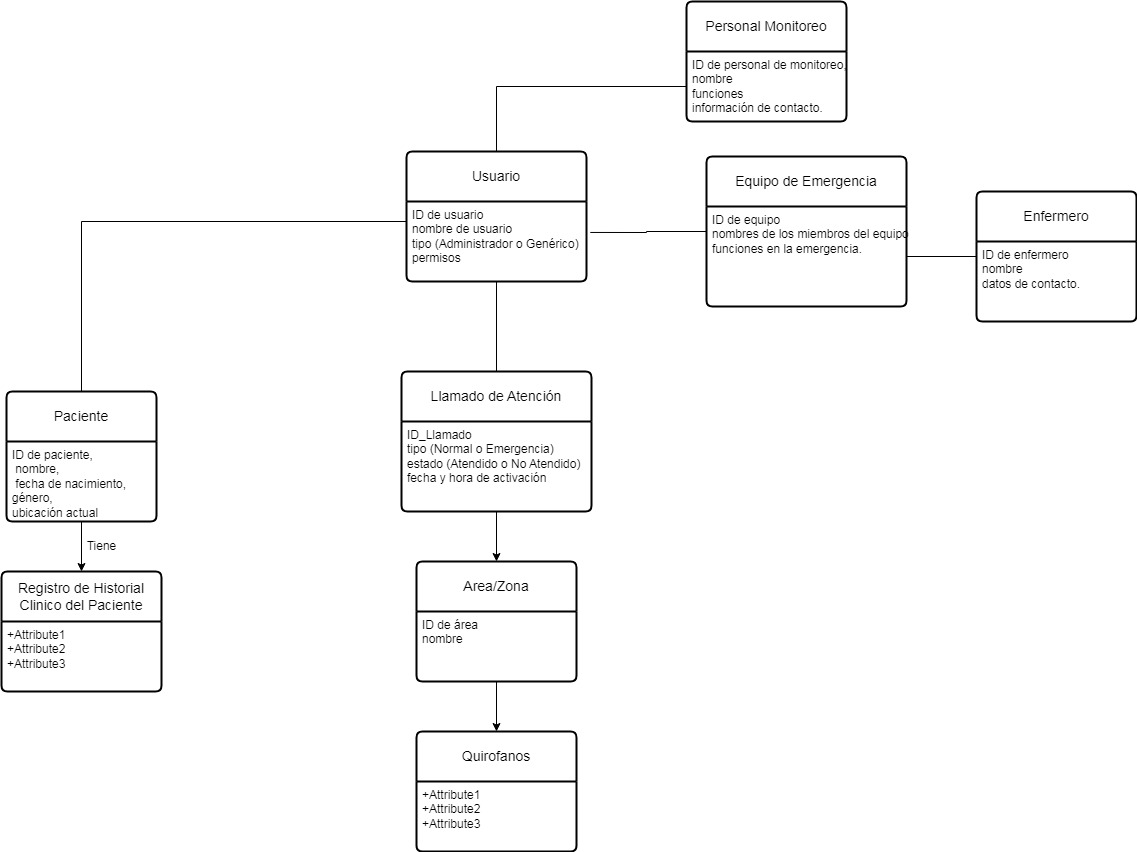 Personal Monitoreo
ID de personal de monitoreo,
nombre
funciones
información de contacto.
Usuario
ID de usuario
nombre de usuario
tipo (Administrador o Genérico)
permisos
Equipo de Emergencia
ID de equipo
nombres de los miembros del equipo
funciones en la emergencia.
Enfermero
ID de enfermero
nombre
datos de contacto.
Paciente
ID de paciente,
nombre,
fecha de nacimiento,
género,
ubicación actual
Llamado de Atención
ID_Llamado
tipo (Normal o Emergencia)
estado (Atendido o No Atendido)
fecha y hora de activación
Tiene
Registro de Historial
Clinico del Paciente
+Attribute1
+Attribute2
+Attribute3
Area/Zona
ID de área
nombre
Quirofanos
+Attribute1
+Attribute2
+Attribute3